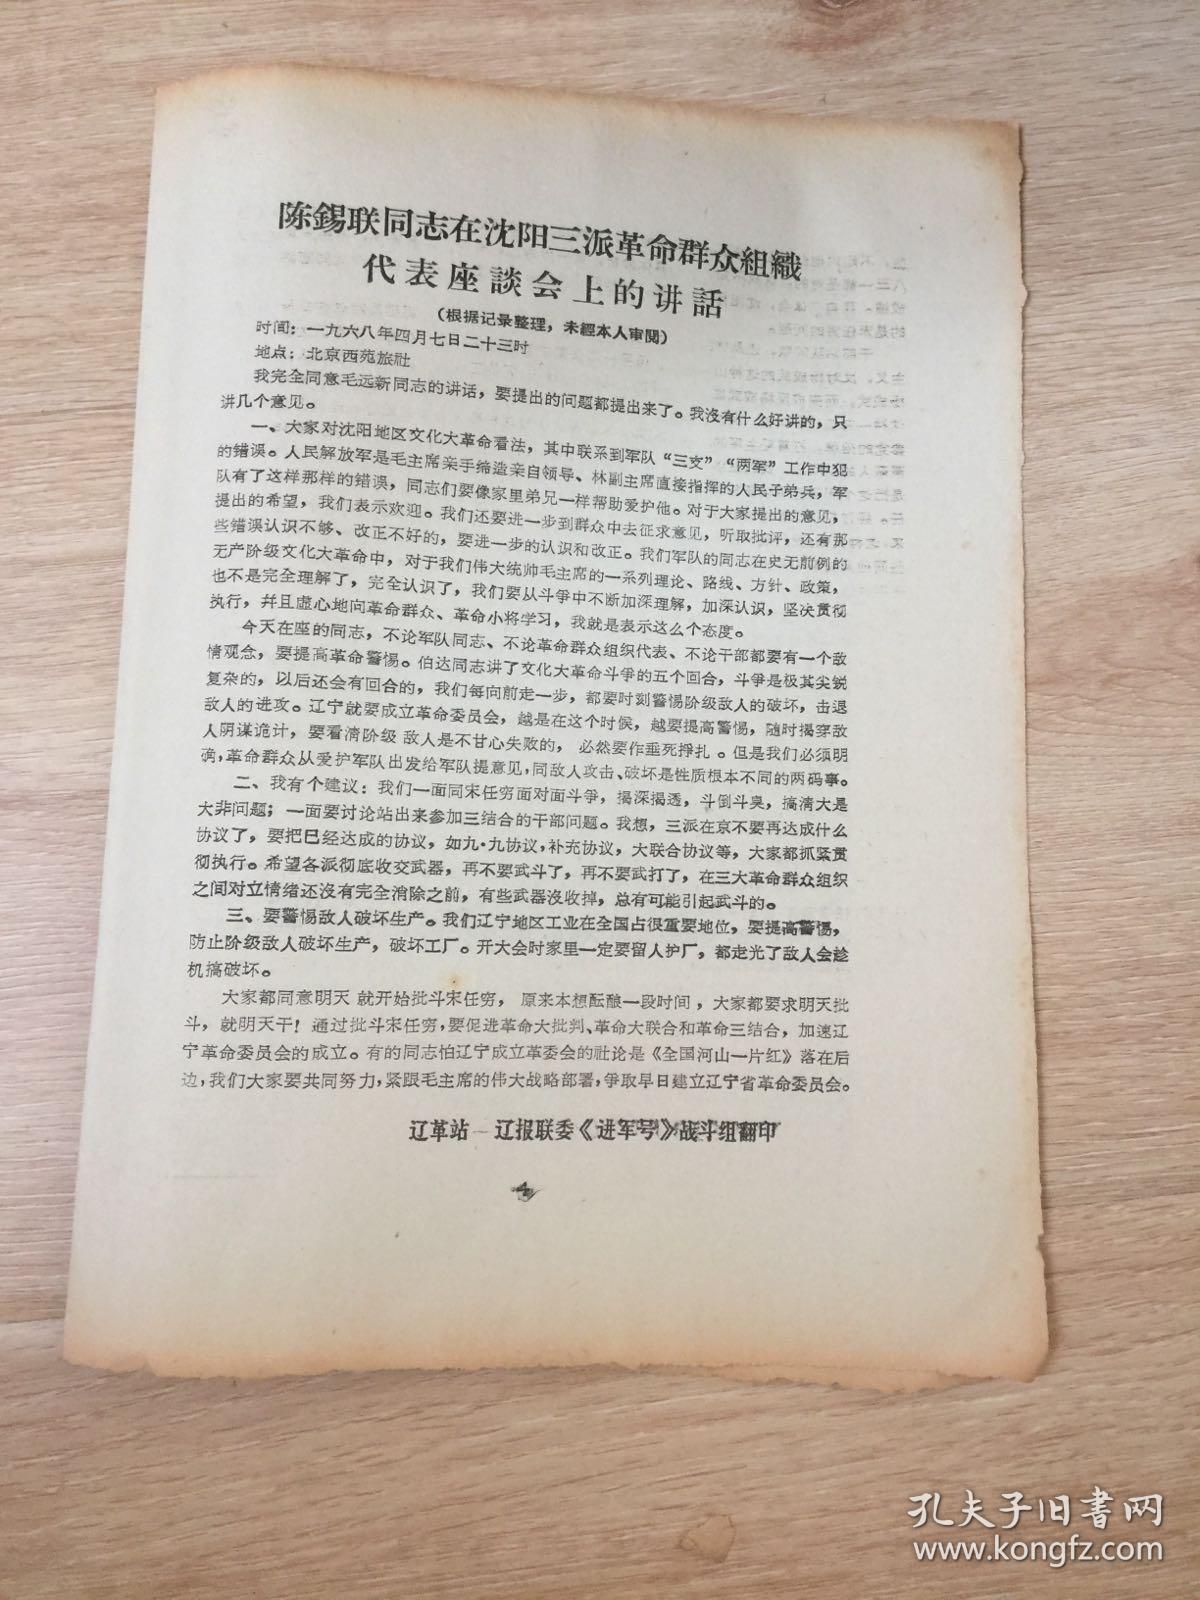 陈錫联同志在沈阳三派革命群众組織
代表座談会上的讲話
(根据记录整理，未經本人审閱)
时间：一九六八年四月七日二十三时
地点：北京西苑旅社
我完全同意毛远新同志的讲话，要提出的问题都提出来了。我沒有什么好讲的，只
讲几个意见。
一、大家对沈阳地区文化大革命看法，其中联系到军队“三支”“两军”工作中犯
的错误。人民解放军是毛主席亲手缔造亲自领导、林副主席直接指挥的人民子弟兵，军
队有了这样那样的错误，同志们要像家里弟兄一样帮助爱护他。对于大家提出的意见，
提出的希望，我们表示欢迎。我们还要进一步到群众中去征求意见，听取批评，还有那
些错误认识不够、改正不好的，要进一步的认识和改正。我们军队的同志在史无前例的
无产阶级文化大革命中，对于我们伟大统帅毛主席的一系列理论、路线、方针、政策，
也不是完全理解了，完全认识了，我们要从斗爭中不断加深理解，加深认识，坚决贯彻
执行，幷且虚心地向革命群众、革命小将学习，我就是表示这么个态度。
今天在座的同志，不论军队同志、不论革命群众组织代表、不论干部都要有一个敌
情观念，要提高革命警惕。伯达同志讲了文化大革命斗爭的五个回合，斗爭是极其尖锐
复杂的，以后还会有回合的，我们每向前走一步，都要时刻警惕阶级敌人的破坏，击退
敌人的进攻。辽宁就要成立革命委员会，越是在这个时候，越要提高警惕，随时揭穿敌
人阴谋诡计，要看清阶级 敌人是不甘心失败的， 必然要作垂死掙扎 。但是我们必须明
确，革命群众从爱护军队出发给军队提意见，同敌人攻击、破坏是性质根本不同的两码事。
二、我有个建议：我们一面同宋任穷面对面斗爭，揭深揭透，斗倒斗臭，搞清大是
大非问题；一面要讨论站出来参加三结合的干部问题。我想，三派在京不要再达成什么
协议了，要把已经达成的协议，如九·九协议，补充协议，大联合协议等，大家都抓紧贯
彻执行。希望各派彻底收交武器，再不要武斗了，再不要武打了，在三大革命群众组织
之间对立情绪还沒有完全消除之前，有些武器沒收掉，总有可能引起武斗的。
三、要警惕敌人破坏生产。我们辽宁地区工业在全国占很重要地位，要提高警惕，
防止阶级敌人破坏生产，破坏工厂。开大会时家里一定要留人护厂，都走光了敌人会趁
机搞破坏。
大家都同意明天 就开始批斗宋任穷， 原来本想酝酿一段时间，大家都要求明天批
斗，就明天干！通过批斗宋任穷，要促进革命大批判、革命大联合和革命三结合，加速辽
宁革命委员会的成立。有的同志怕辽宁成立革委会的社论是《全国河山一片红》落在后
边，我们大家要共同努力，紧跟毛主席的伟大战略部署，爭取早日建立辽宁省革命委员会。
辽革站—辽报联委《进军号》战斗组翻印
孔夫子旧书网
www.kongfz.com